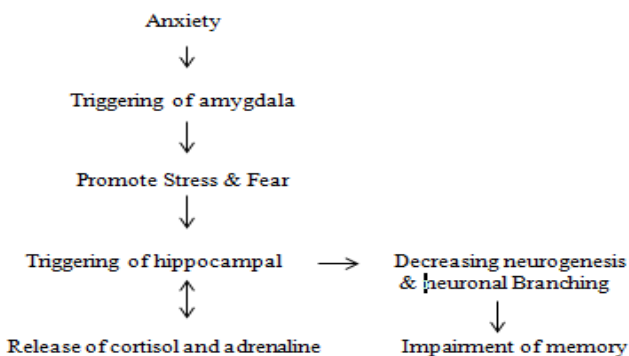 Anxiety
Triggering of amygdala
Promote Stress & Fear
Triggering of hippocampal
Decreasing neurogenesis
& neuronal Branching
Release of cortisol and adrenaline
Impairment of memory